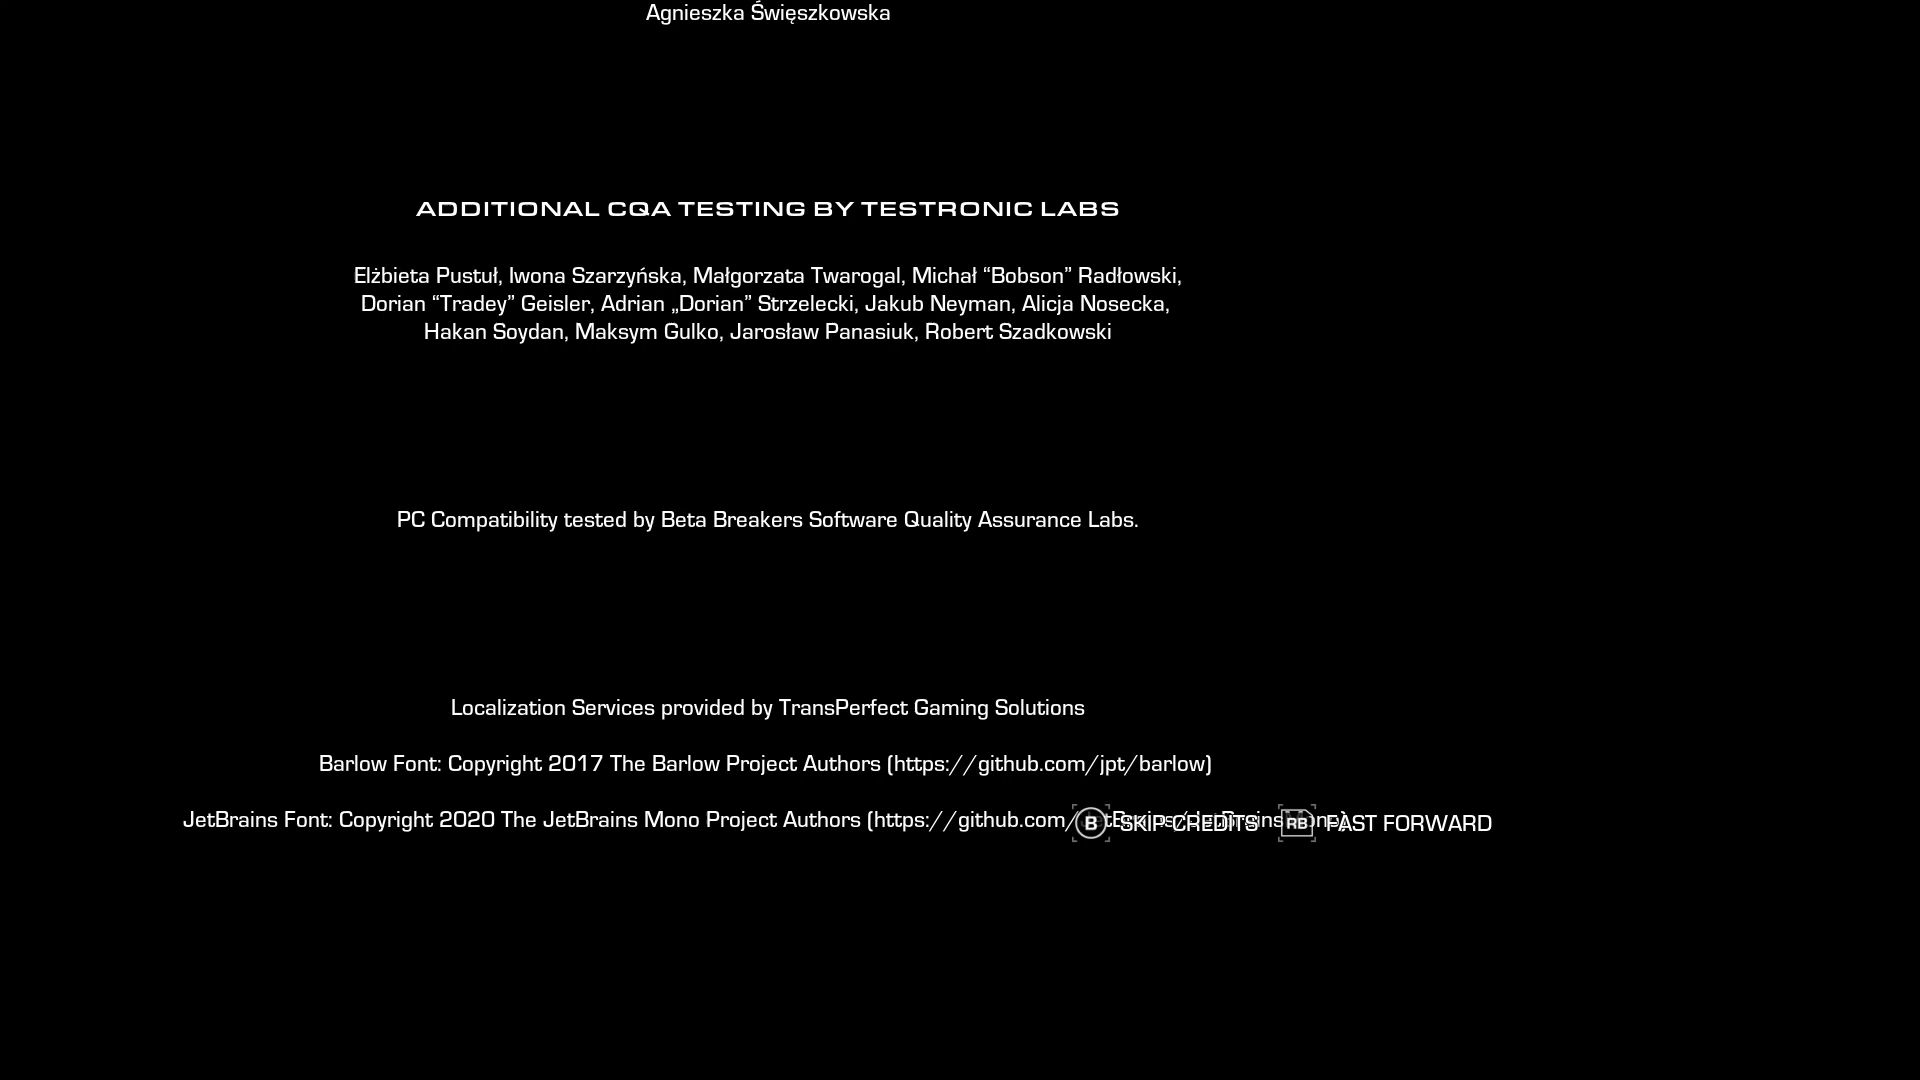 Agnieszka Święszkowska
ADDITIONAL CQA TESTING BY TESTRONIC LABS
Elżbieta Pustuł, Iwona Szarzyńska, Małgorzata Twarogal, Michał “Bobson” Radłowski,
Dorian “Tradey” Geisler, Adrian „Dorian” Strzelecki, Jakub Neyman, Alicja Nosecka,
Hakan Soydan, Maksym Gulko, Jarosław Panasiuk, Robert Szadkowski
PC Compatibility tested by Beta Breakers Software Quality Assurance Labs.
Localization Services provided by TransPerfect Gaming Solutions
Barlow Font: Copyright 2017 The Barlow Project Authors (https://github.com/jpt/barlow)
JetBrains Font: Copyright 2020 The JetBrains Mono Project Authors (https://github.com/JetBrains/JetBrainsMono)
B SKIP CREDITS RB FAST FORWARD